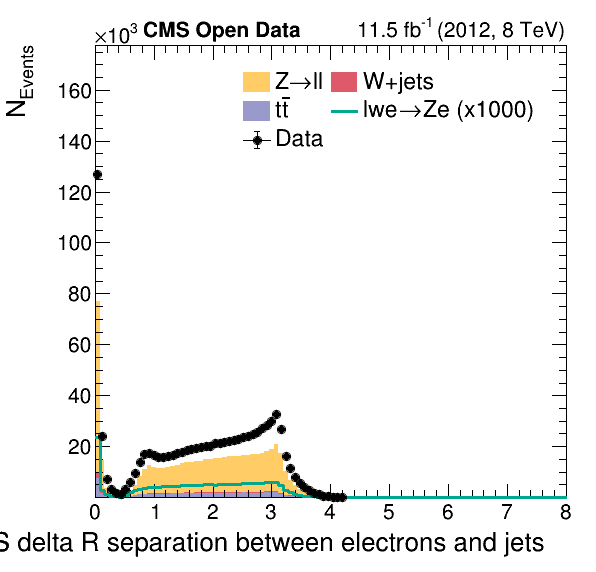 ×10³ CMS Open Data 11.5 fb⁻¹ (2012, 8 TeV)
N_Events
Z→ll W+jets
tt̄ lwe→Ze (x1000)
Data
160
140
120
100
80
60
40
20
0 1 2 3 4 5 6 7 8
S delta R separation between electrons and jets